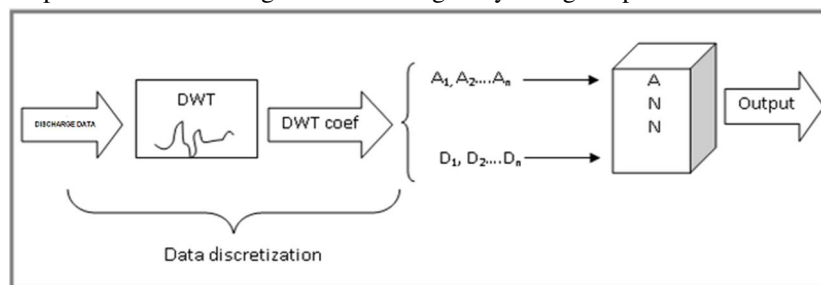 DISCHARGE DATA
DWT
DWT coef
A₁, A₂....Aₙ
D₁, D₂....Dₙ
A
N
N
Output
Data discretization